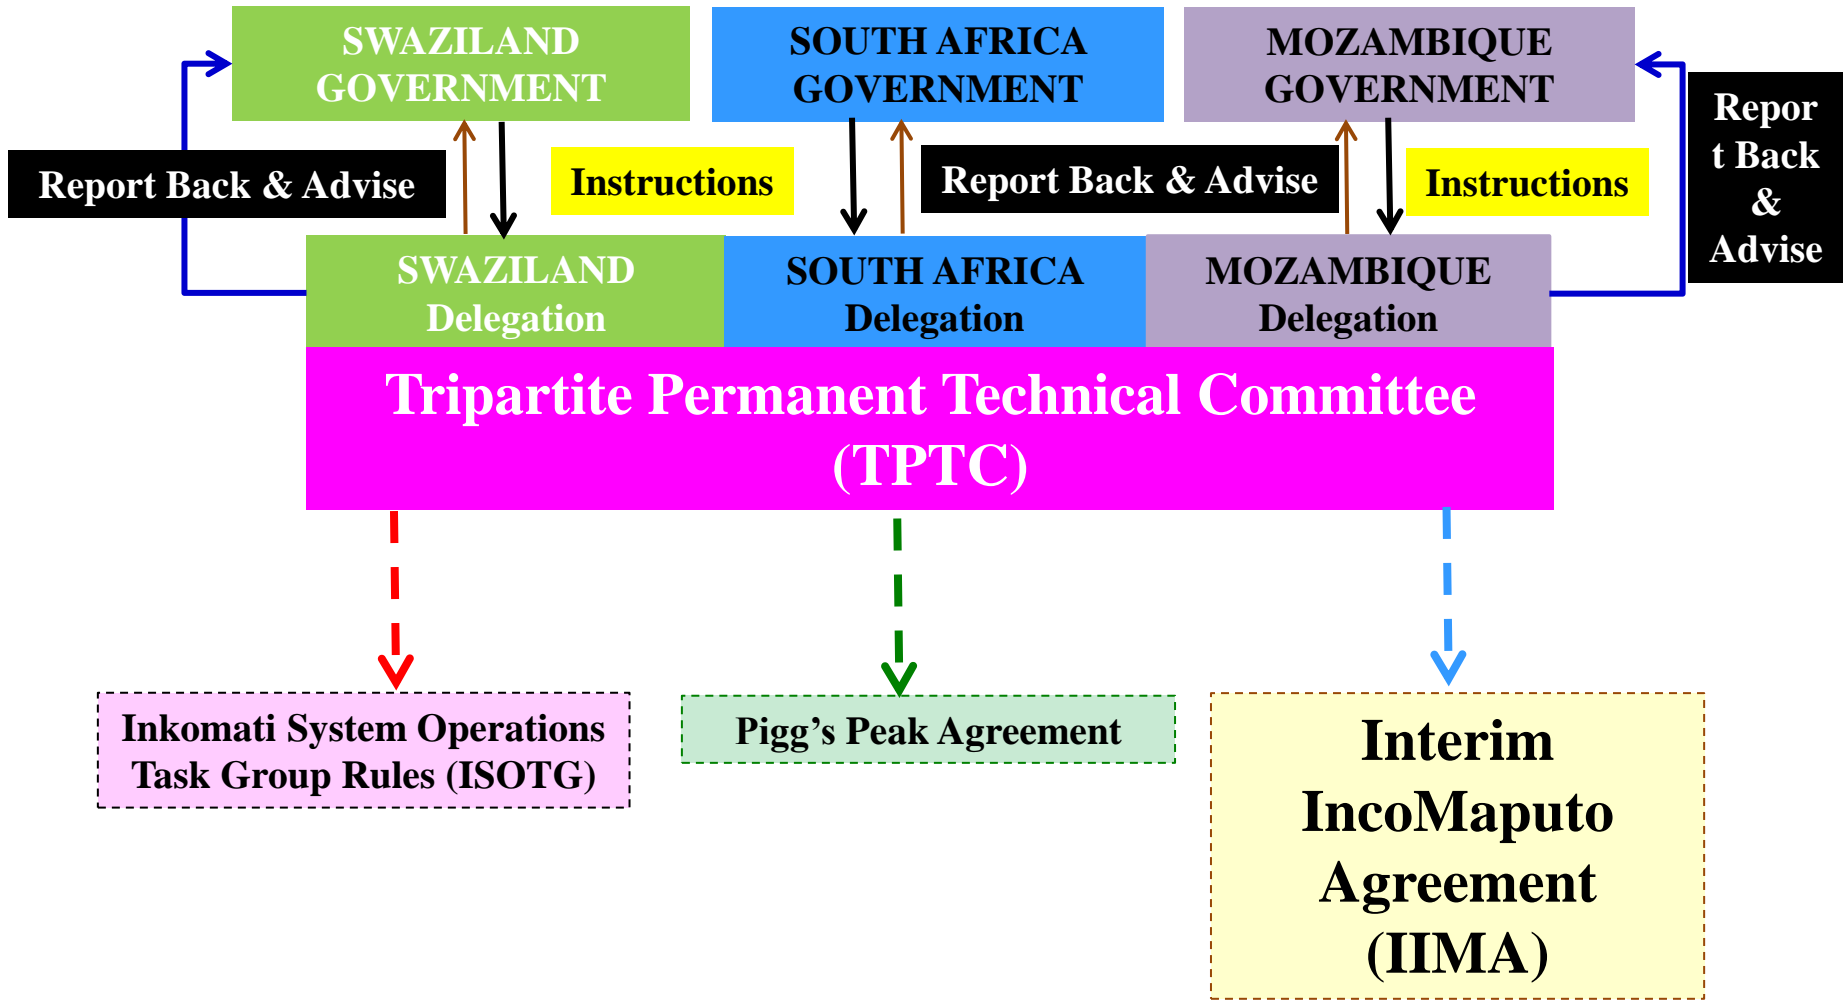 SWAZILAND
GOVERNMENT
SOUTH AFRICA
GOVERNMENT
MOZAMBIQUE
GOVERNMENT
Report Back & Advise
Instructions
Report Back & Advise
Instructions
Repor
t Back
&
Advise
SWAZILAND
Delegation
SOUTH AFRICA
Delegation
MOZAMBIQUE
Delegation
Tripartite Permanent Technical Committee
(TPTC)
Inkomati System Operations
Task Group Rules (ISOTG)
Pigg’s Peak Agreement
Interim
IncoMaputo
Agreement
(IIMA)